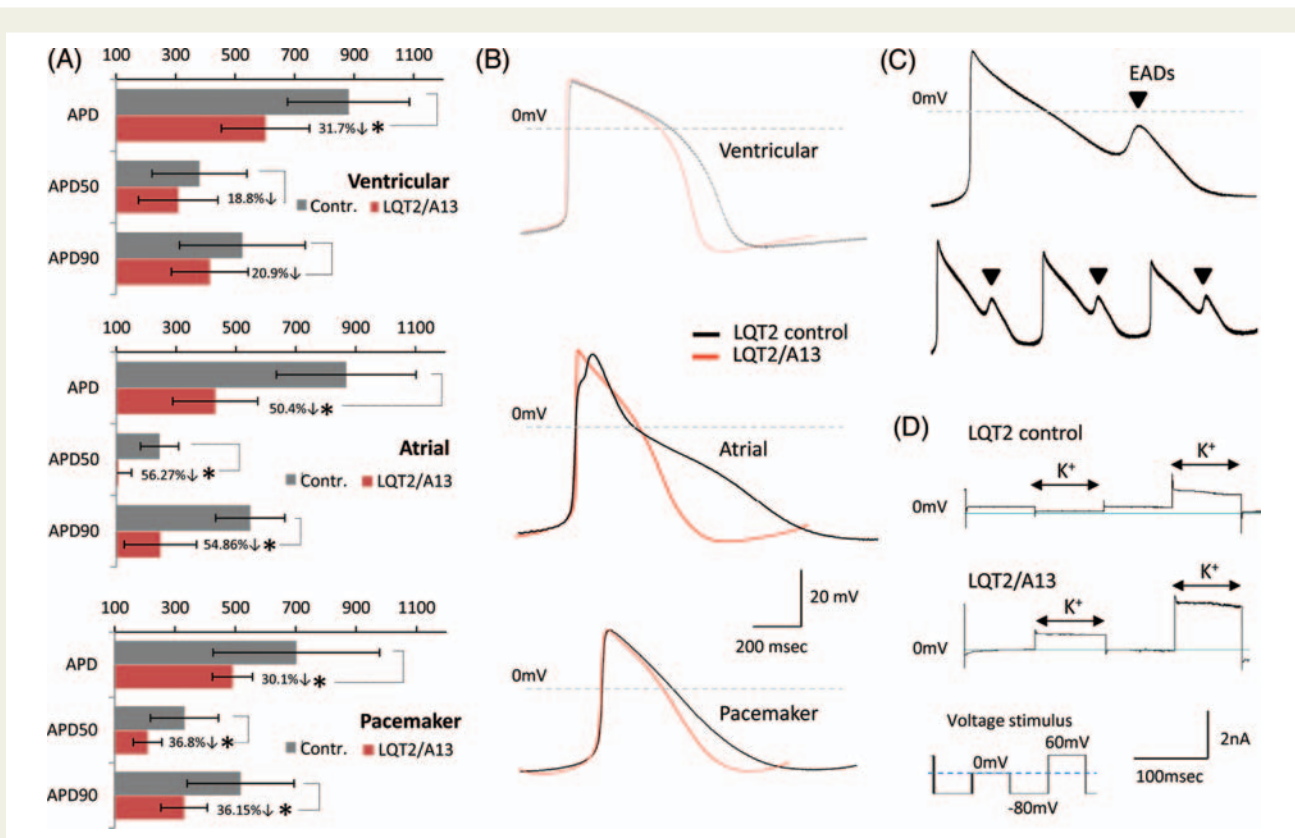 (A)
100 300 500 700 900 1100
APD
31.7%↓*
APD50
18.8%↓
Ventricular
Contr. LQT2/A13
APD90
20.9%↓
100 300 500 700 900 1100
APD
50.4%↓*
APD50
56.27%↓*
Atrial
Contr. LQT2/A13
APD90
54.86%↓*
100 300 500 700 900 1100
APD
30.1%↓*
APD50
36.8%↓*
Pacemaker
Contr. LQT2/A13
APD90
36.15%↓*
(B)
0mV
Ventricular
LQT2 control
LQT2/A13
0mV
Atrial
20 mV
200 msec
0mV
Pacemaker
(C)
EADs
0mV
(D)
LQT2 control
K⁺
K⁺
0mV
LQT2/A13
K⁺
K⁺
0mV
Voltage stimulus
60mV
0mV
-80mV
2nA
100msec